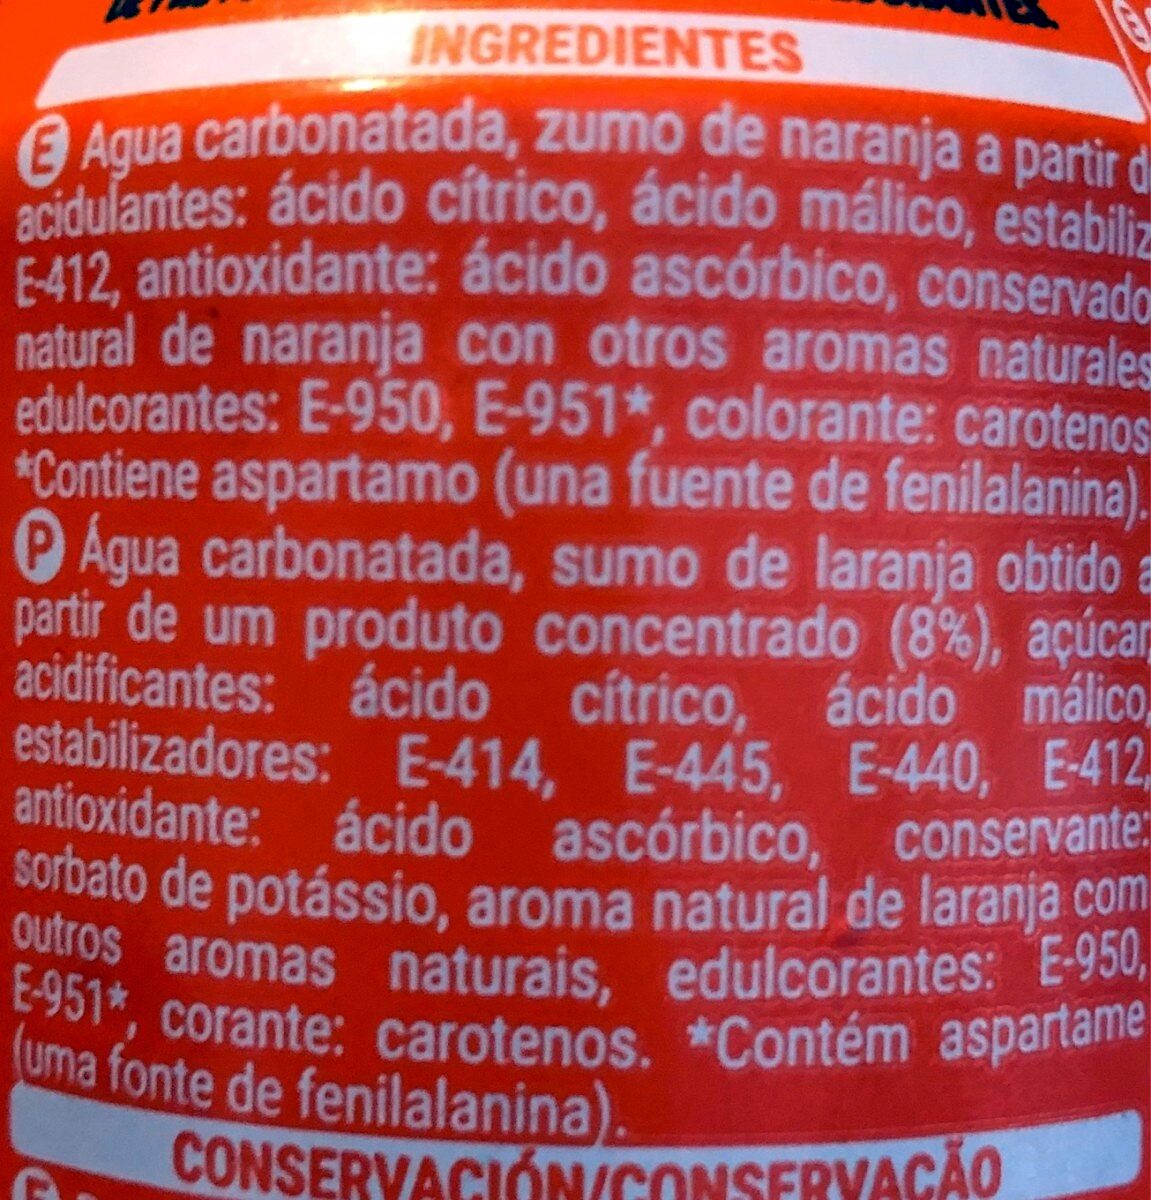 INGREDIENTES
E Agua carbonatada, zumo de naranja a partir
acidulantes: ácido cítrico, ácido málico, estabiliz
E-412, antioxidante: ácido ascórbico, conservado
natural de naranja con otros aromas naturales
edulcorantes: E-950, E-951*, colorante: carotenos
*Contiene aspartamo (una fuente de fenilalanina).
P Água carbonatada, sumo de laranja obtido a
partir de um produto concentrado (8%), açúcar,
acidificantes: ácido cítrico, ácido málico,
estabilizadores: E-414, E-445, E-440, E-412,
antioxidante: ácido ascórbico, conservante:
sorbato de potássio, aroma natural de laranja com
outros aromas naturais, edulcorantes: E-950,
E-951*, corante: carotenos. *Contém aspartame
(uma fonte de fenilalanina).
CONSERVACIÓN/CONSERVAÇÃO